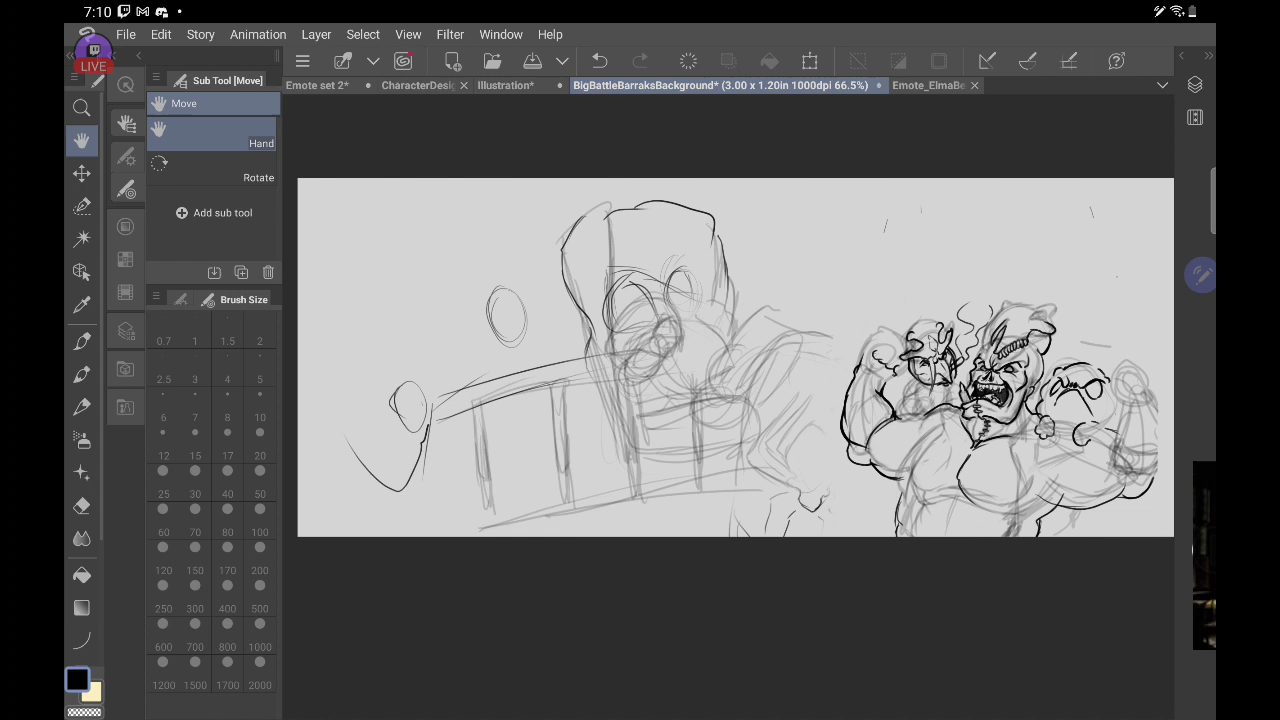 7:10
File Edit Story Animation Layer Select View Filter Window Help
LIVE
Sub Tool [Move]
Emote set 2* CharacterDesig Illustration* BigBattleBarraksBackground* (3.00 x 1.20in 1000dpi 66.5%) Emote_ElmaBe
Move
Hand
Rotate
Add sub tool
Brush Size
0.7 1 1.5 2
2.5 3 4 5
6 7 8 10
12 15 17 20
25 30 40 50
60 70 80 100
120 150 170 200
250 300 400 500
600 700 800 1000
1200 1500 1700 2000